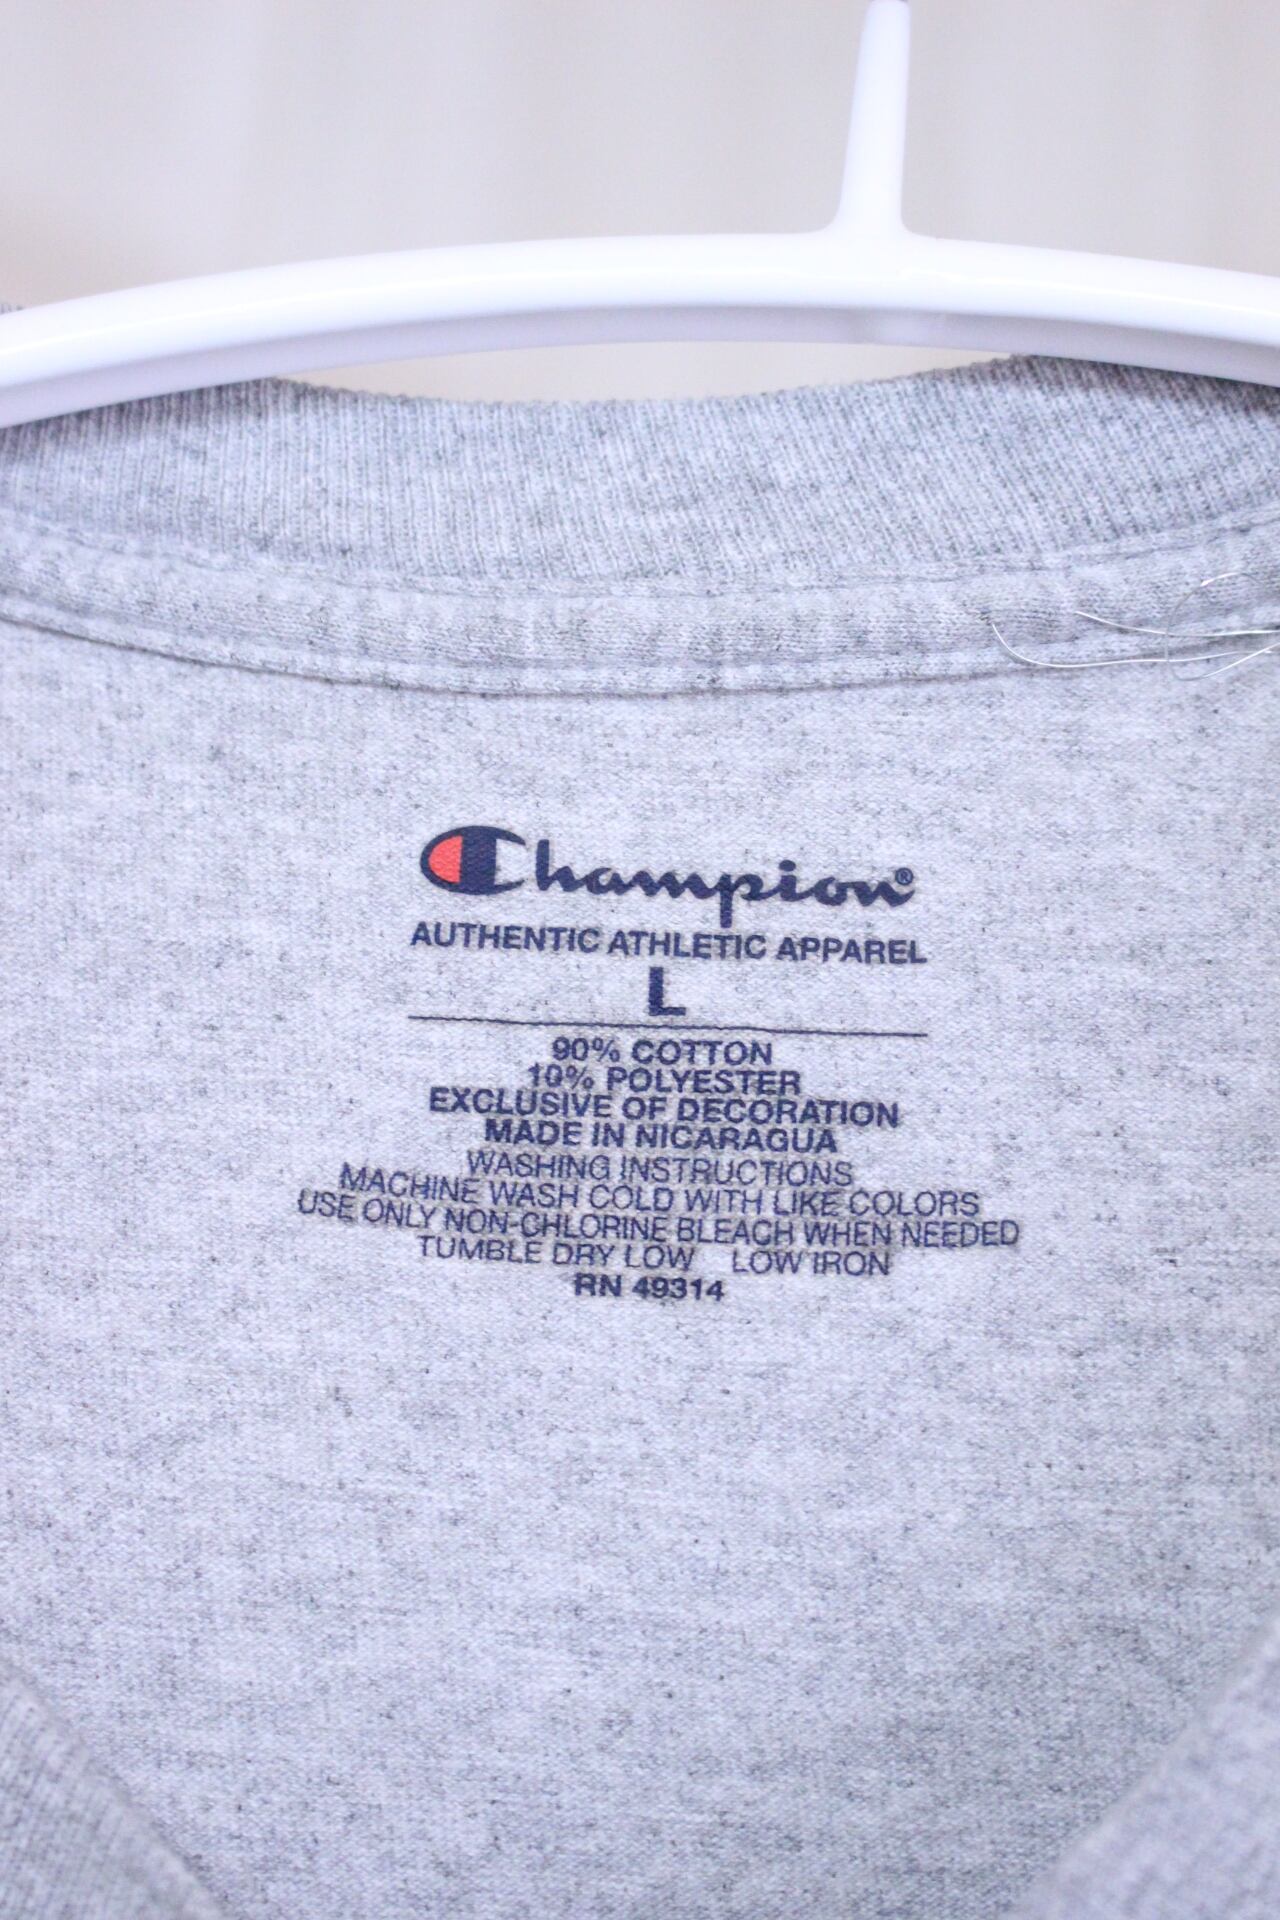 Champion®
AUTHENTIC ATHLETIC APPAREL
L
90% COTTON
10% POLYESTER
EXCLUSIVE OF DECORATION
MADE IN NICARAGUA
WASHING INSTRUCTIONS
MACHINE WASH COLD WITH LIKE COLORS
USE ONLY NON-CHLORINE BLEACH WHEN NEEDED
TUMBLE DRY LOW LOW IRON
RN 49314